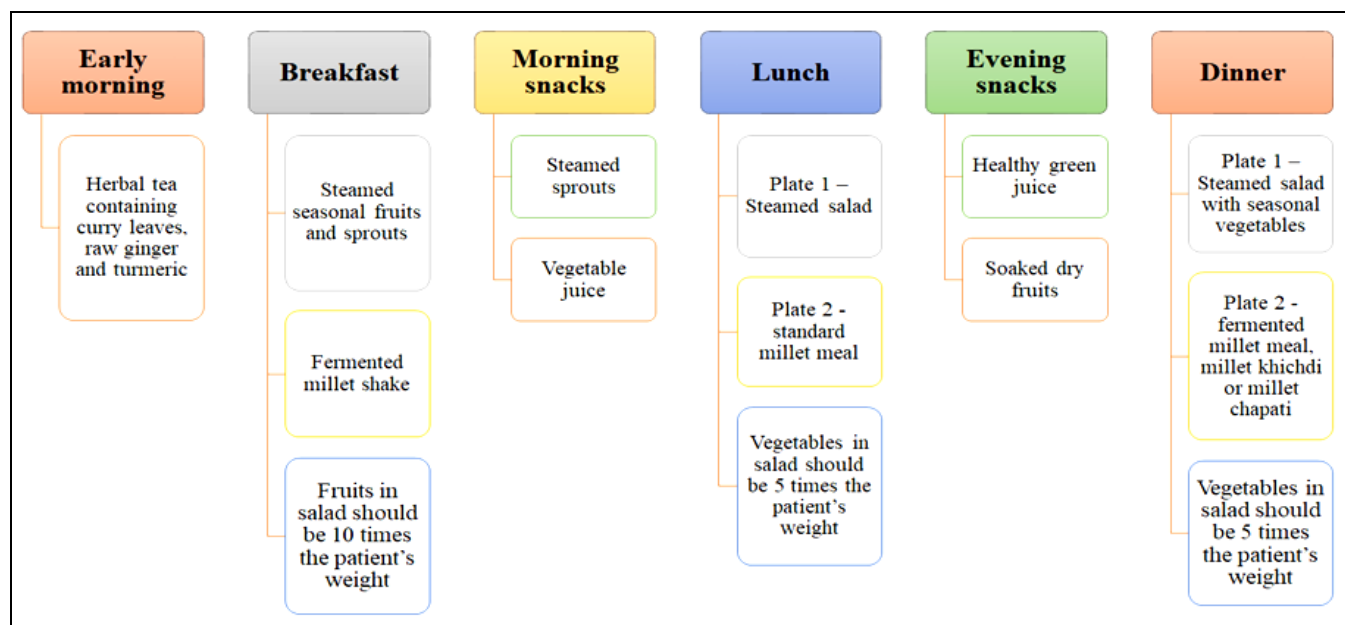 Early
morning
Herbal tea
containing
curry leaves,
raw ginger
and turmeric
Breakfast
Steamed
seasonal fruits
and sprouts
Fermented
millet shake
Fruits in
salad should
be 10 times
the patient's
weight
Morning
snacks
Steamed
sprouts
Vegetable
juice
Lunch
Plate 1 –
Steamed salad
Plate 2 -
standard
millet meal
Vegetables in
salad should
be 5 times the
patient's
weight
Evening
snacks
Healthy green
juice
Soaked dry
fruits
Dinner
Plate 1 –
Steamed salad
with seasonal
vegetables
Plate 2 -
fermented
millet meal,
millet khichdi
or millet
chapati
Vegetables in
salad should
be 5 times
the patient's
weight